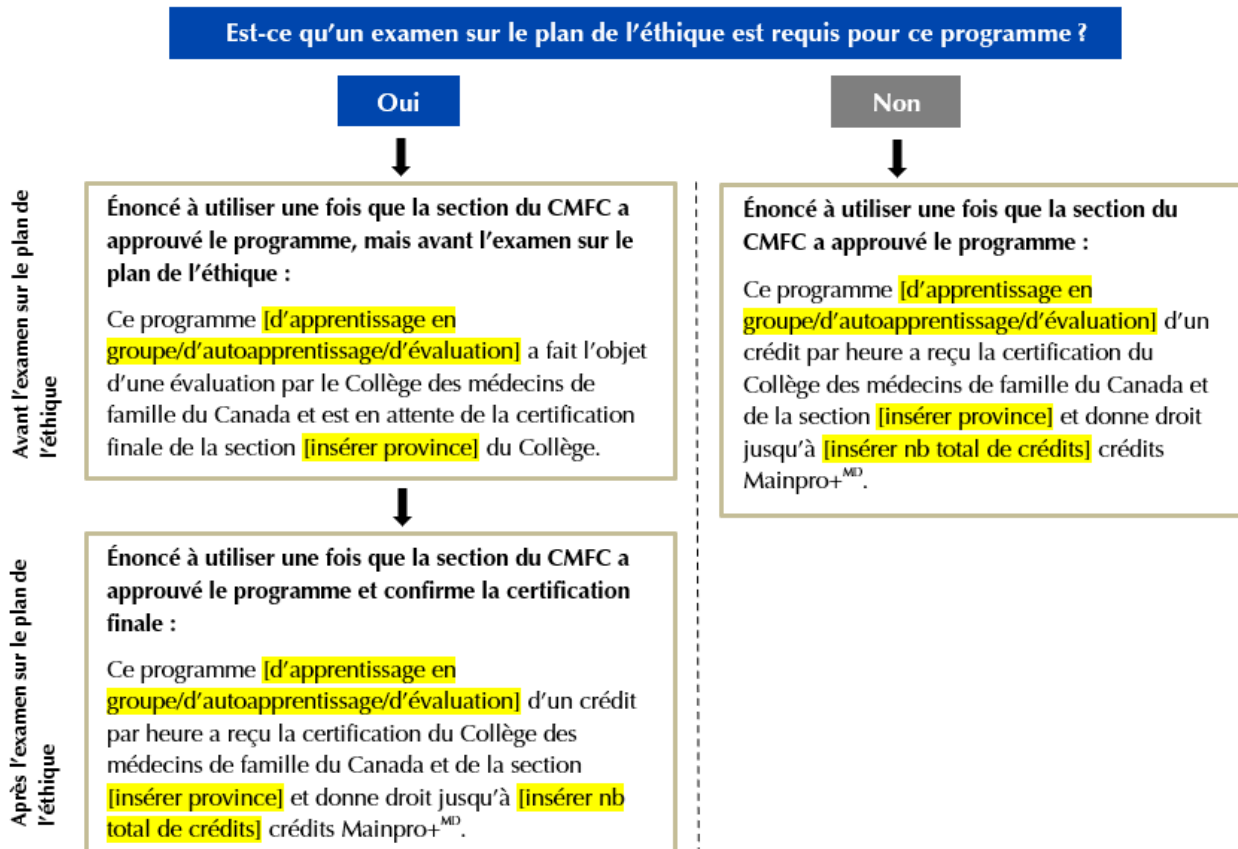 Est-ce qu'un examen sur le plan de l'éthique est requis pour ce programme ?
Oui
Non
Avant l'examen sur le plan de
l'éthique
Énoncé à utiliser une fois que la section du CMFC a
approuvé le programme, mais avant l'examen sur le
plan de l'éthique :
Ce programme [d'apprentissage en
groupe/d'autoapprentissage/d'évaluation] a fait l'objet
d'une évaluation par le Collège des médecins de
famille du Canada et est en attente de la certification
finale de la section [insérer province] du Collège.
Énoncé à utiliser une fois que la section du
CMFC a approuvé le programme :
Ce programme [d'apprentissage en
groupe/d'autoapprentissage/d'évaluation] d'un
crédit par heure a reçu la certification du
Collège des médecins de famille du Canada et
de la section [insérer province] et donne droit
jusqu'à [insérer nb total de crédits] crédits
Mainpro+MD.
Après l'examen sur le plan de
l'éthique
Énoncé à utiliser une fois que la section du CMFC a
approuvé le programme et confirme la certification
finale :
Ce programme [d'apprentissage en
groupe/d'autoapprentissage/d'évaluation] d'un crédit
par heure a reçu la certification du Collège des
médecins de famille du Canada et de la section
[insérer province] et donne droit jusqu'à [insérer nb
total de crédits] crédits Mainpro+MD.